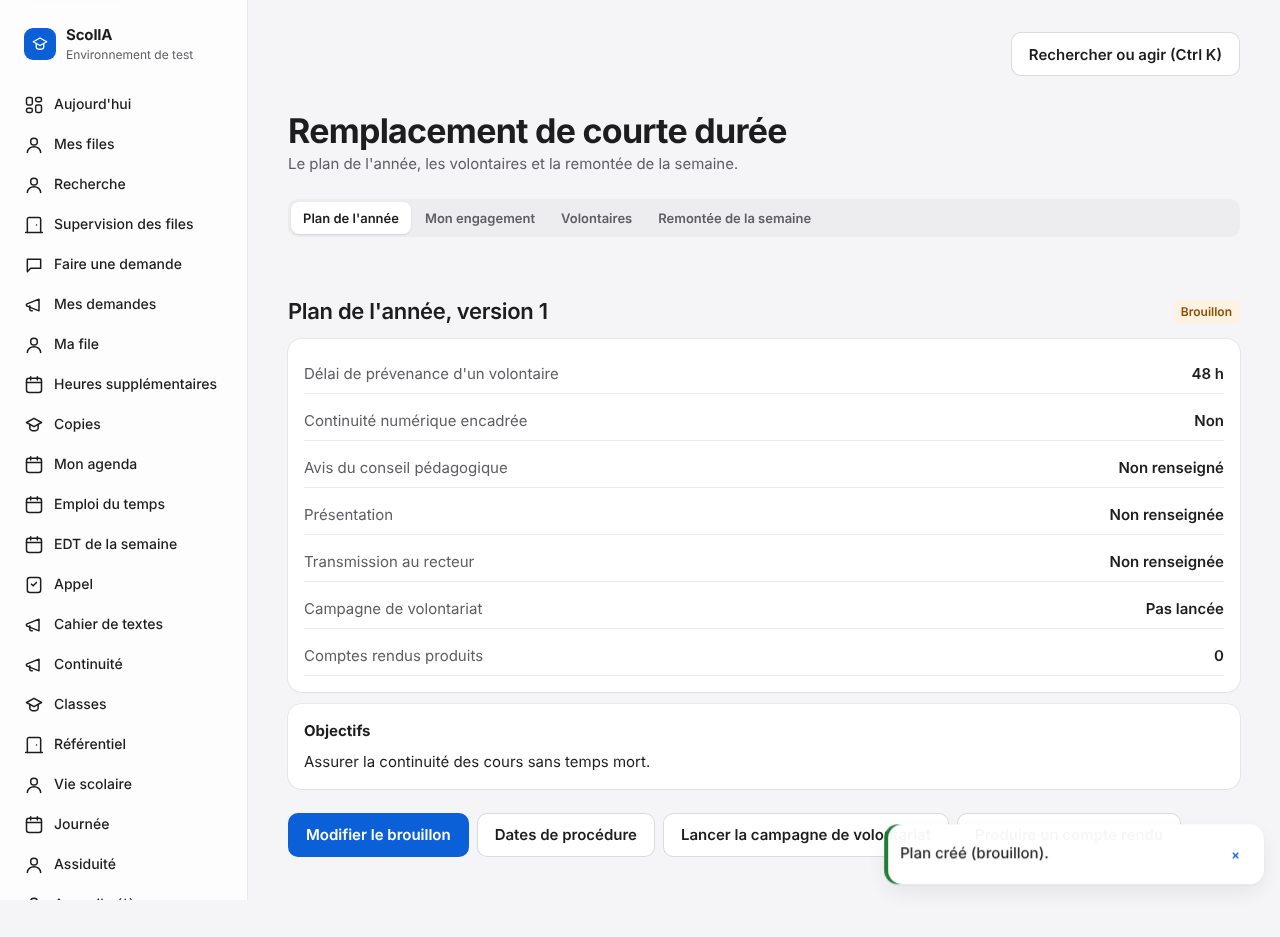 ScolIA
Environnement de test
Aujourd'hui
Mes files
Recherche
Supervision des files
Faire une demande
Mes demandes
Ma file
Heures supplémentaires
Copies
Mon agenda
Emploi du temps
EDT de la semaine
Appel
Cahier de textes
Continuité
Classes
Référentiel
Vie scolaire
Journée
Assiduité
Rechercher ou agir (Ctrl K)
Remplacement de courte durée
Le plan de l'année, les volontaires et la remontée de la semaine.
Plan de l'année Mon engagement Volontaires Remontée de la semaine
Plan de l'année, version 1 Brouillon
Délai de prévenance d'un volontaire 48 h
Continuité numérique encadrée Non
Avis du conseil pédagogique Non renseigné
Présentation Non renseignée
Transmission au recteur Non renseignée
Campagne de volontariat Pas lancée
Comptes rendus produits 0
Objectifs
Assurer la continuité des cours sans temps mort.
Modifier le brouillon Dates de procédure Lancer la campagne de volontariat Produire un compte rendu
Plan créé (brouillon). ×